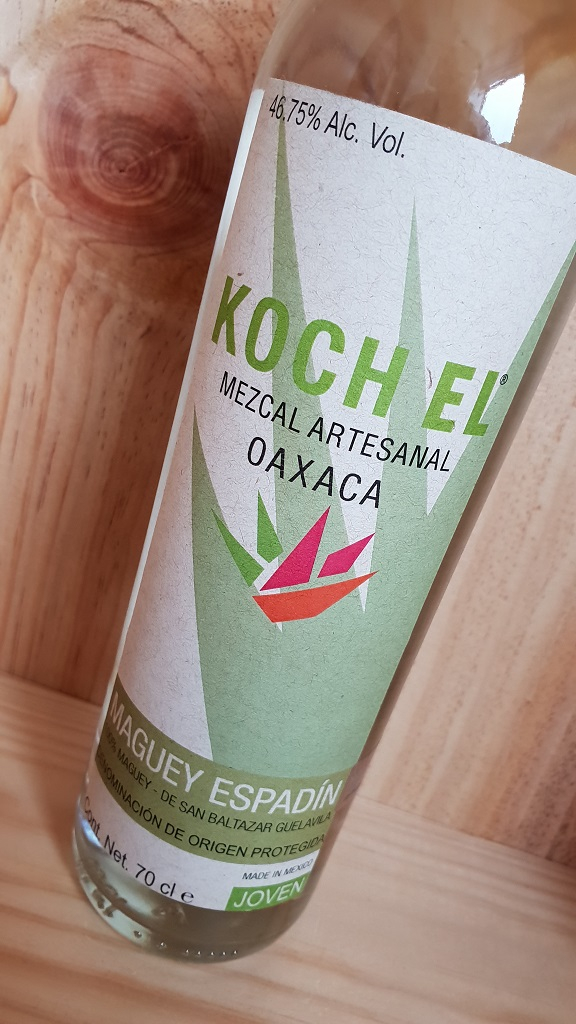 46.75% Alc. Vol.
KOCH EL®
MEZCAL ARTESANAL
OAXACA
MAGUEY ESPADÍN
MAGUEY - DE SAN BALTAZAR GUELAVILA
DENOMINACIÓN DE ORIGEN PROTEGIDA
MADE IN MEXICO
Cont. Net. 70 cl e
JOVEN